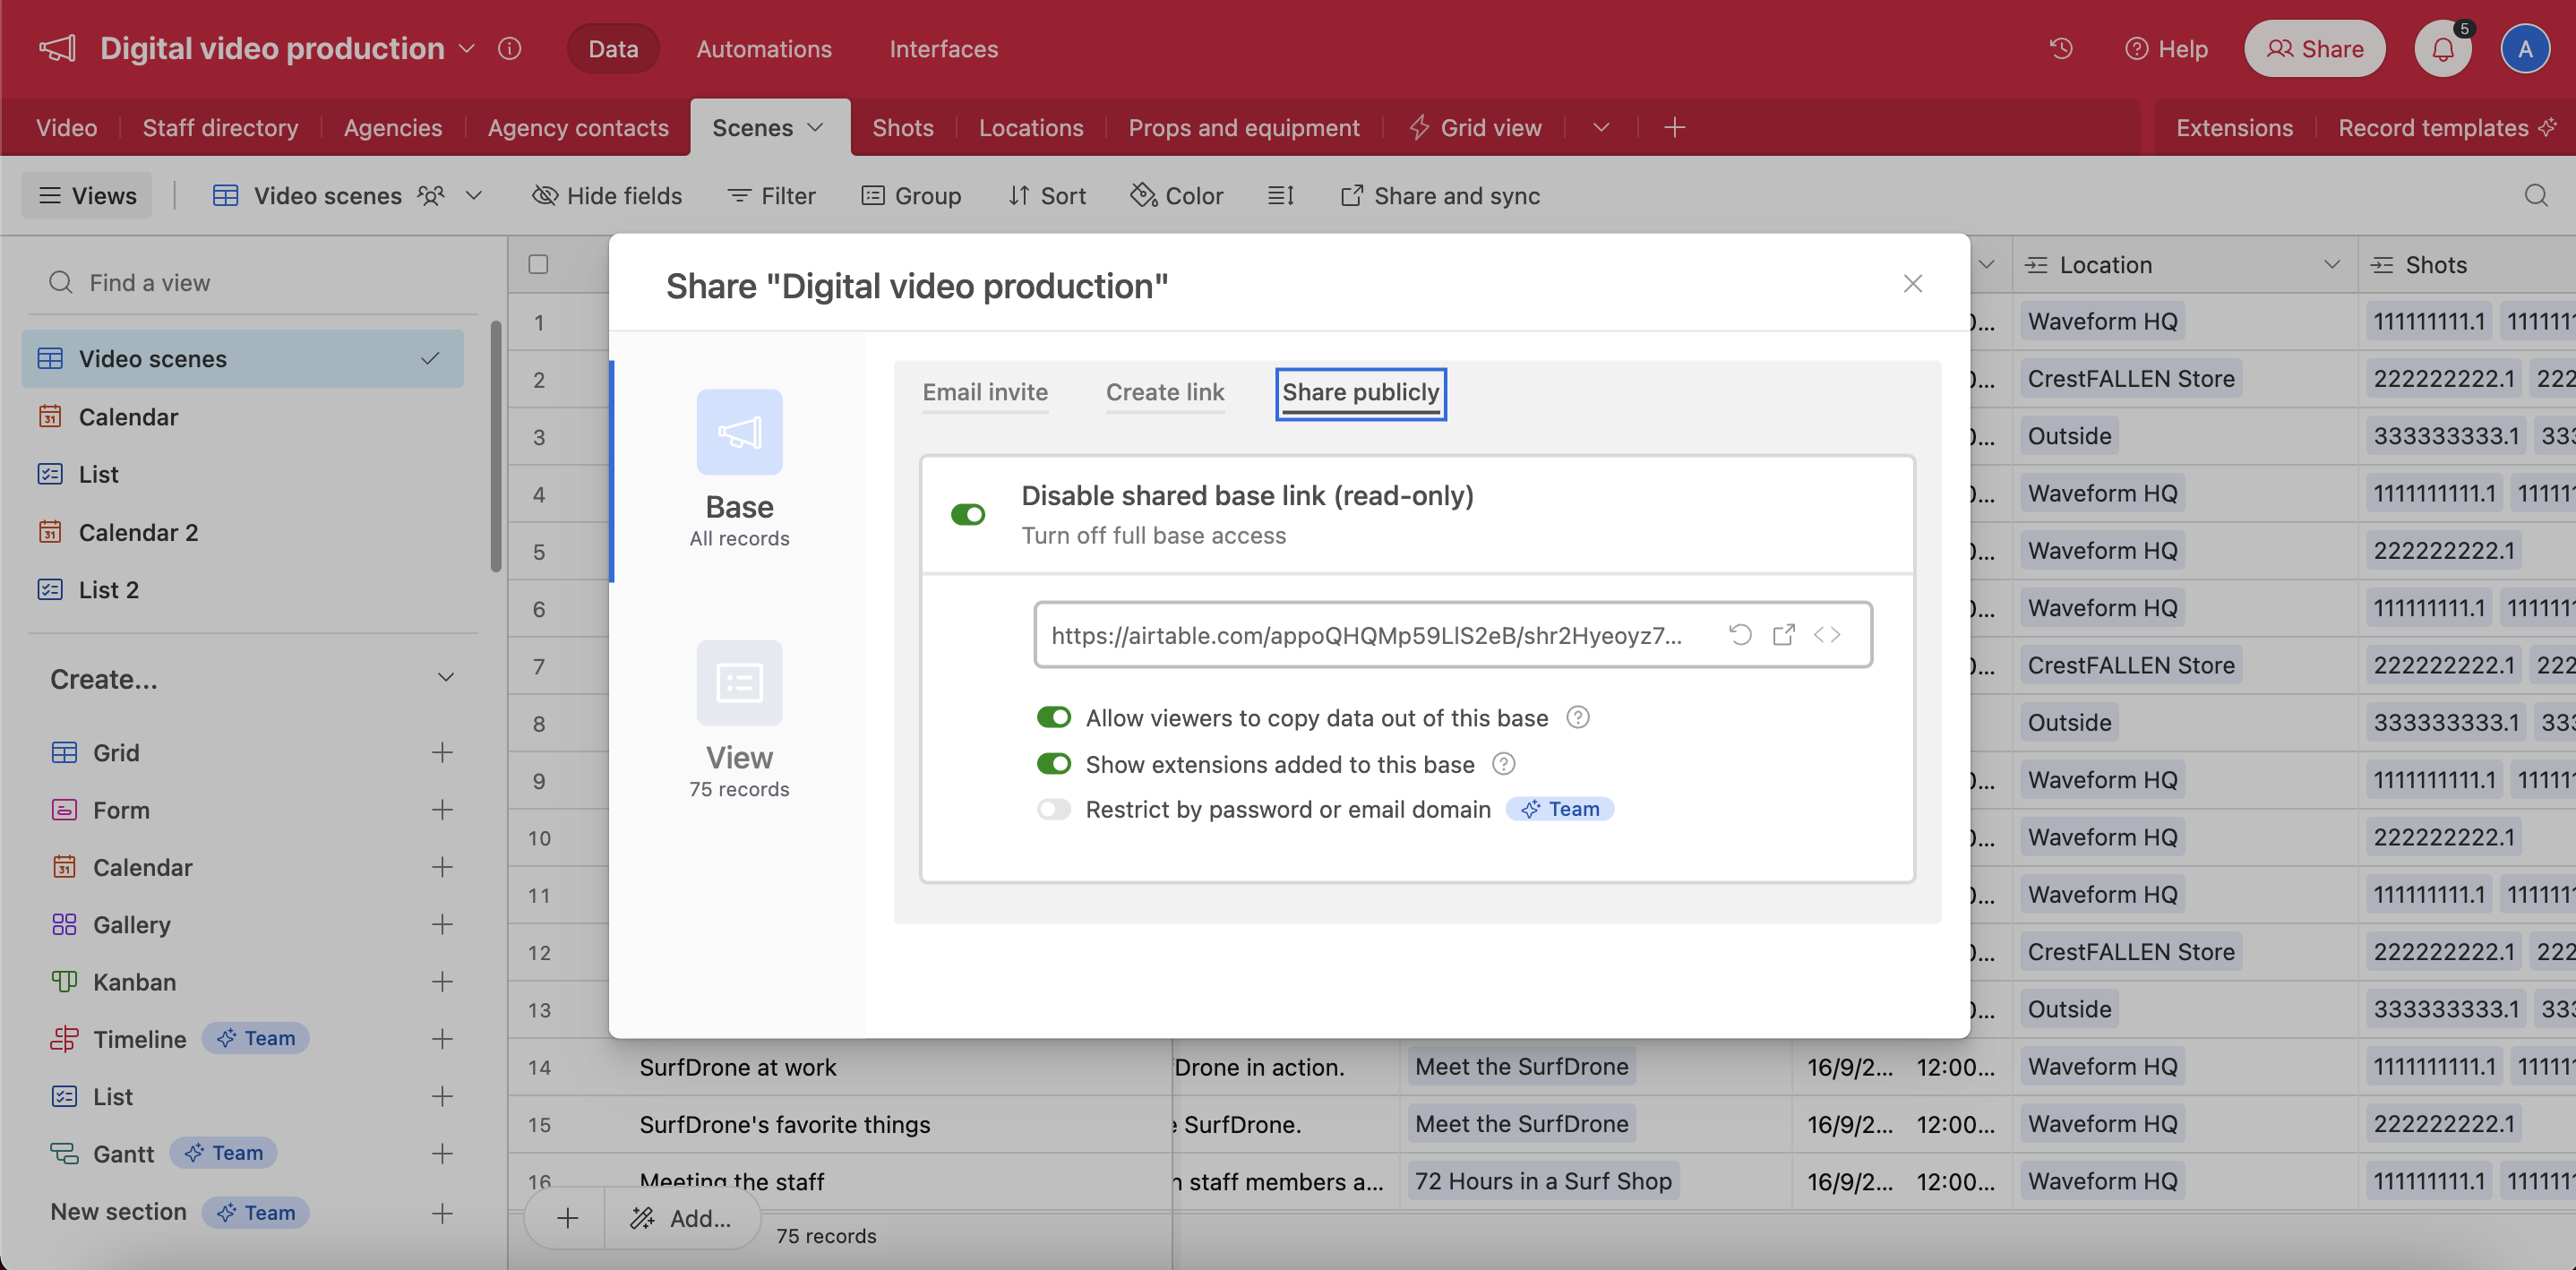 Digital video production
Data
Automations
Interfaces
Help
Share
5
A
Video
Staff directory
Agencies
Agency contacts
Scenes
Shots
Locations
Props and equipment
Grid view
Extensions
Record templates
Views
Video scenes
Hide fields
Filter
Group
Sort
Color
Share and sync
Find a view
Video scenes
31 Calendar
List
31 Calendar 2
List 2
Create...
Grid
Form
31 Calendar
Gallery
Kanban
Timeline Team
List
Gantt Team
New section Team
Share "Digital video production"
Base
All records
View
75 records
Email invite
Create link
Share publicly
Disable shared base link (read-only)
Turn off full base access
https://airtable.com/appoQHQMp59LlS2eB/shr2Hyeoyz7...
Allow viewers to copy data out of this base
Show extensions added to this base
Restrict by password or email domain Team
Location Shots
1 Waveform HQ 111111111.1
2 CrestFALLEN Store 222222222.1
3 Outside 333333333.1
4 Waveform HQ 1111111111.1
5 Waveform HQ 222222222.1
6 Waveform HQ 111111111.1
7 CrestFALLEN Store 222222222.1
8 Outside 333333333.1
9 Waveform HQ 1111111111.1
10 Waveform HQ 222222222.1
11 Waveform HQ 111111111.1
12 CrestFALLEN Store 222222222.1
13 Outside 333333333.1
14 SurfDrone at work Drone in action. Meet the SurfDrone 16/9/2... 12:00... Waveform HQ 1111111111.1
15 SurfDrone's favorite things SurfDrone. Meet the SurfDrone 16/9/2... 12:00... Waveform HQ 222222222.1
16 Meeting the staff staff members a... 72 Hours in a Surf Shop 16/9/2... 12:00... Waveform HQ 111111111.1
Add...
75 records